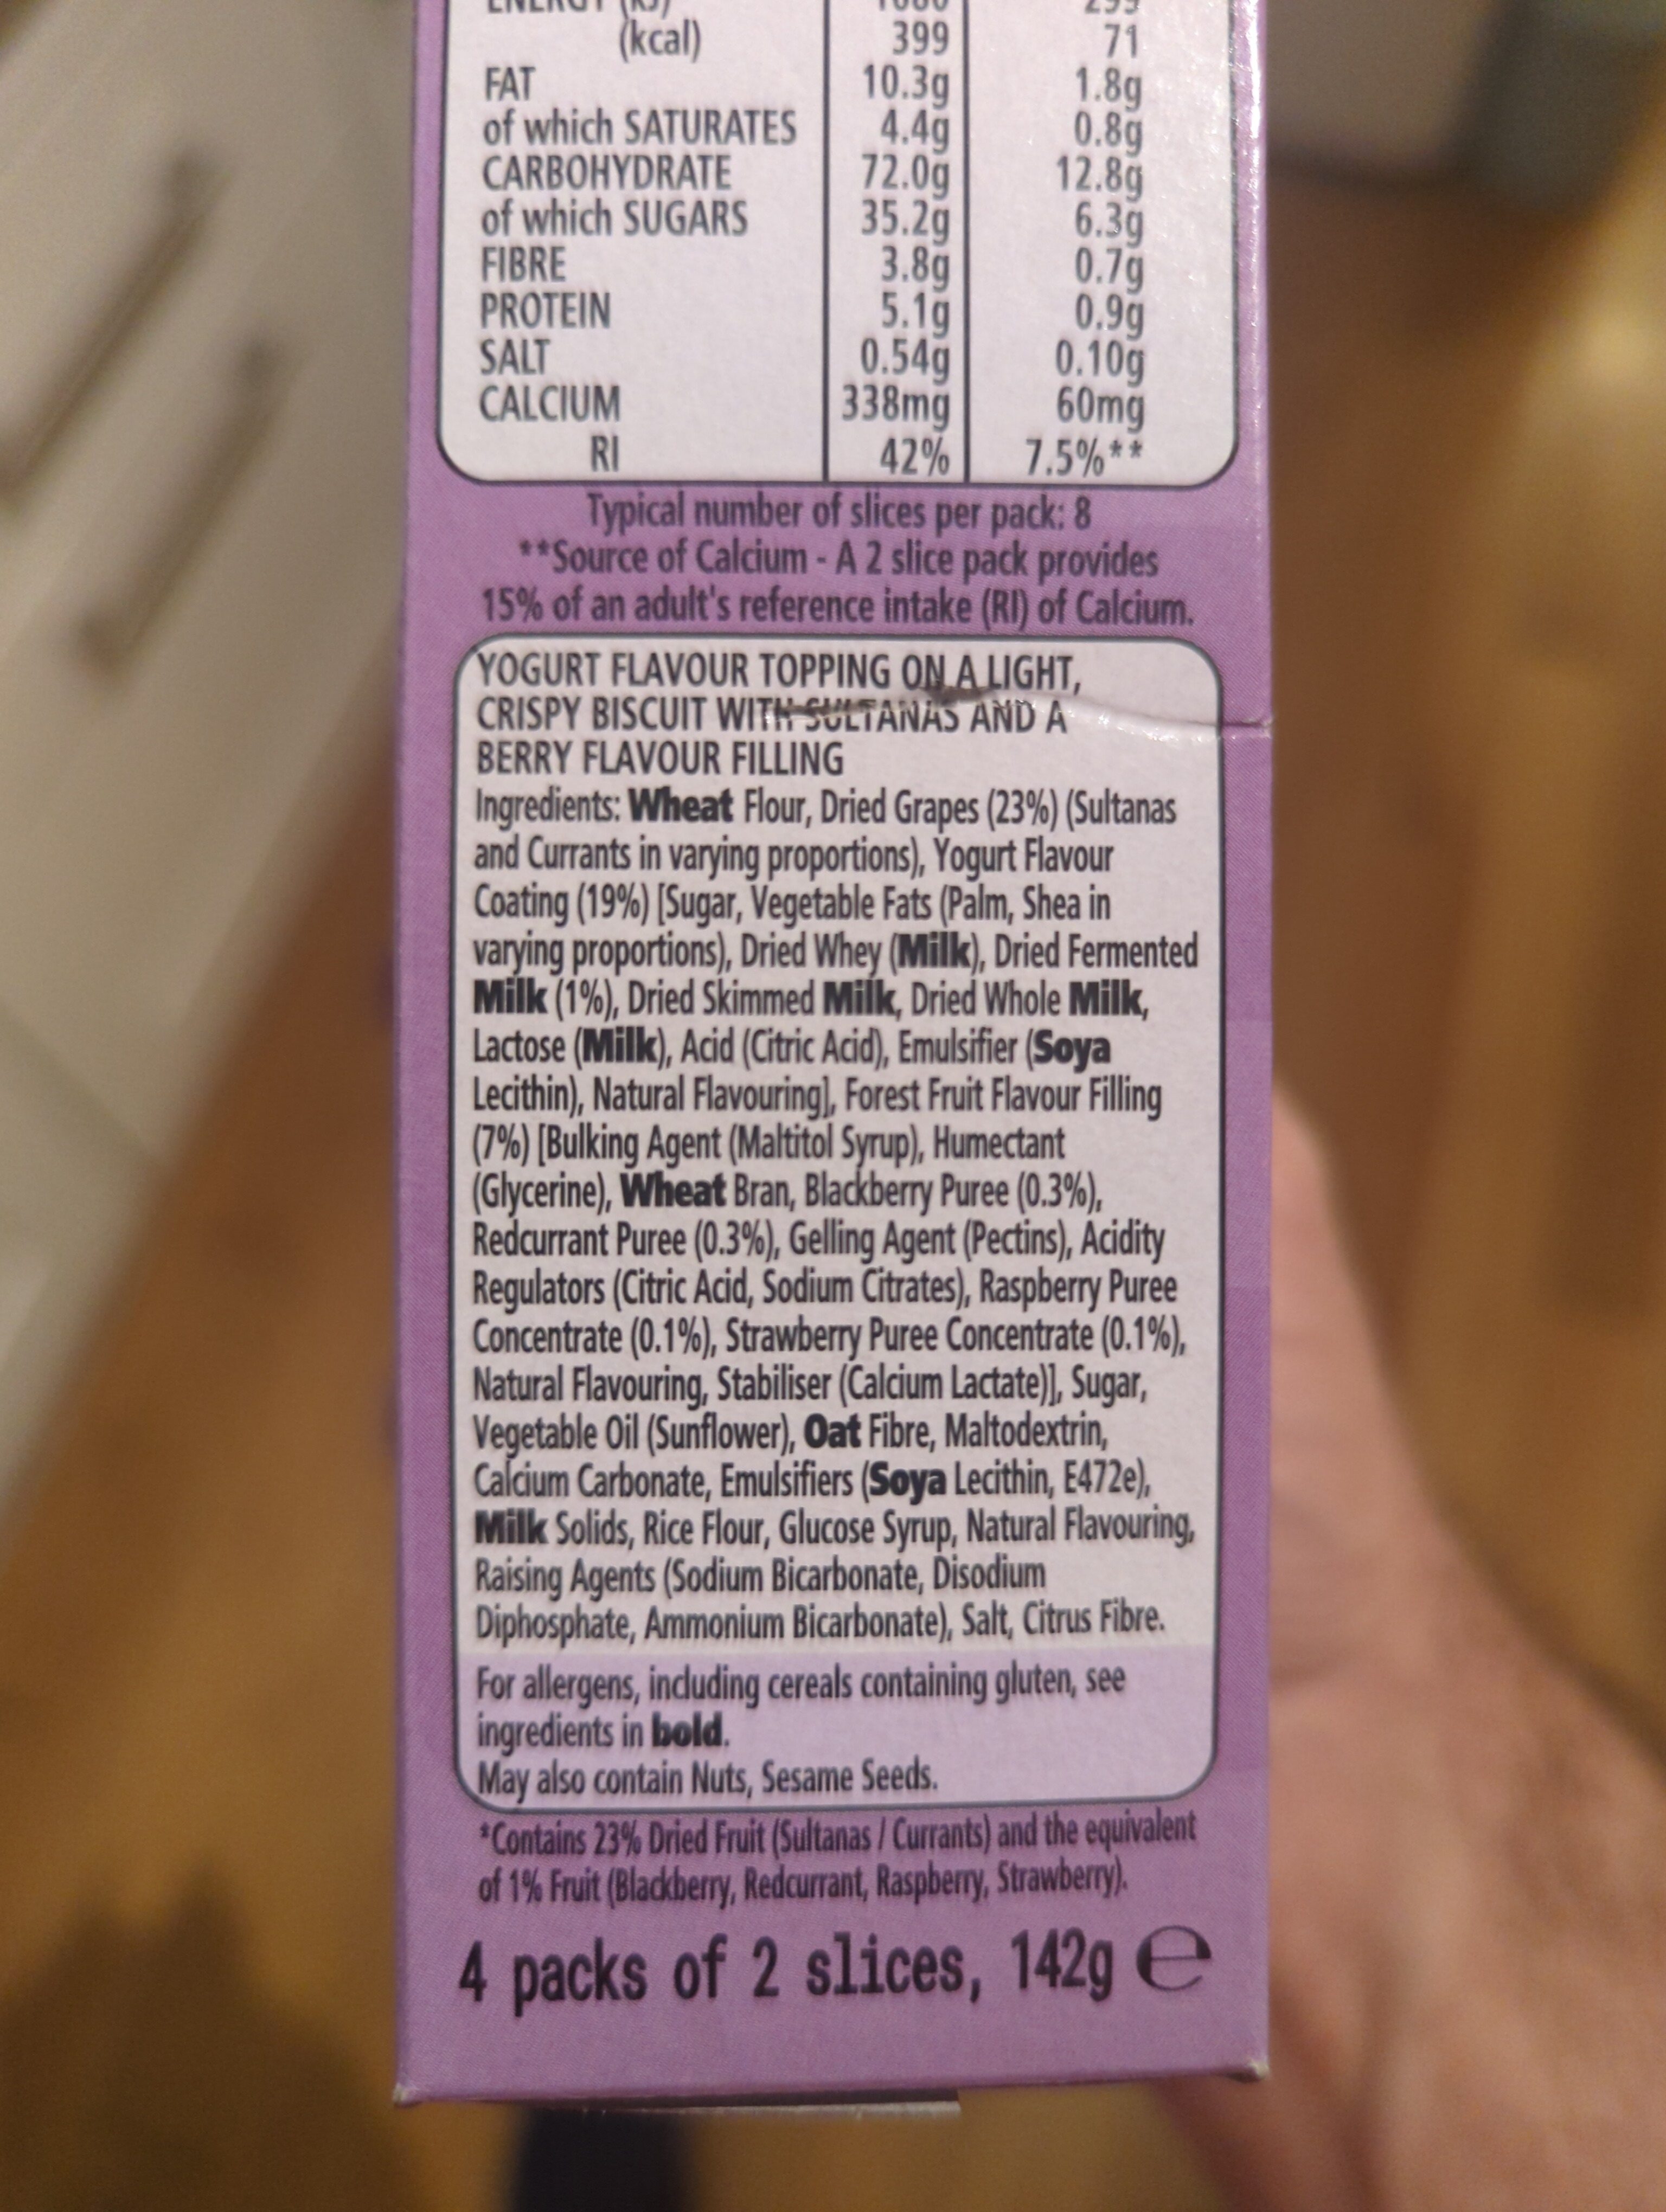 ENERGY (kJ) 1680 299
(kcal) 399 71
FAT 10.3g 1.8g
of which SATURATES 4.4g 0.8g
CARBOHYDRATE 72.0g 12.8g
of which SUGARS 35.2g 6.3g
FIBRE 3.8g 0.7g
PROTEIN 5.1g 0.9g
SALT 0.54g 0.10g
CALCIUM 338mg 60mg
RI 42% 7.5%**
Typical number of slices per pack: 8
**Source of Calcium - A 2 slice pack provides
15% of an adult's reference intake (RI) of Calcium.
YOGURT FLAVOUR TOPPING ON A LIGHT,
CRISPY BISCUIT WITH SULTANAS AND A
BERRY FLAVOUR FILLING
Ingredients: Wheat Flour, Dried Grapes (23%) (Sultanas
and Currants in varying proportions), Yogurt Flavour
Coating (19%) [Sugar, Vegetable Fats (Palm, Shea in
varying proportions), Dried Whey (Milk), Dried Fermented
Milk (1%), Dried Skimmed Milk, Dried Whole Milk,
Lactose (Milk), Acid (Citric Acid), Emulsifier (Soya
Lecithin), Natural Flavouring], Forest Fruit Flavour Filling
(7%) [Bulking Agent (Maltitol Syrup), Humectant
(Glycerine), Wheat Bran, Blackberry Puree (0.3%),
Redcurrant Puree (0.3%), Gelling Agent (Pectins), Acidity
Regulators (Citric Acid, Sodium Citrates), Raspberry Puree
Concentrate (0.1%), Strawberry Puree Concentrate (0.1%),
Natural Flavouring, Stabiliser (Calcium Lactate)], Sugar,
Vegetable Oil (Sunflower), Oat Fibre, Maltodextrin,
Calcium Carbonate, Emulsifiers (Soya Lecithin, E472e),
Milk Solids, Rice Flour, Glucose Syrup, Natural Flavouring,
Raising Agents (Sodium Bicarbonate, Disodium
Diphosphate, Ammonium Bicarbonate), Salt, Citrus Fibre.
For allergens, including cereals containing gluten, see
ingredients in bold.
May also contain Nuts, Sesame Seeds.
*Contains 23% Dried Fruit (Sultanas / Currants) and the equivalent
of 1% Fruit (Blackberry, Redcurrant, Raspberry, Strawberry).
4 packs of 2 slices, 142g ℮